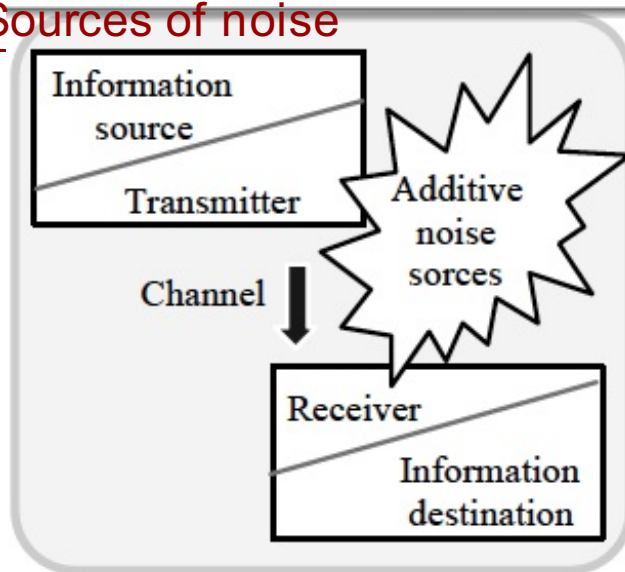 Sources of noise
Information
source
Transmitter
Additive
noise
sorces
Channel
Receiver
Information
destination